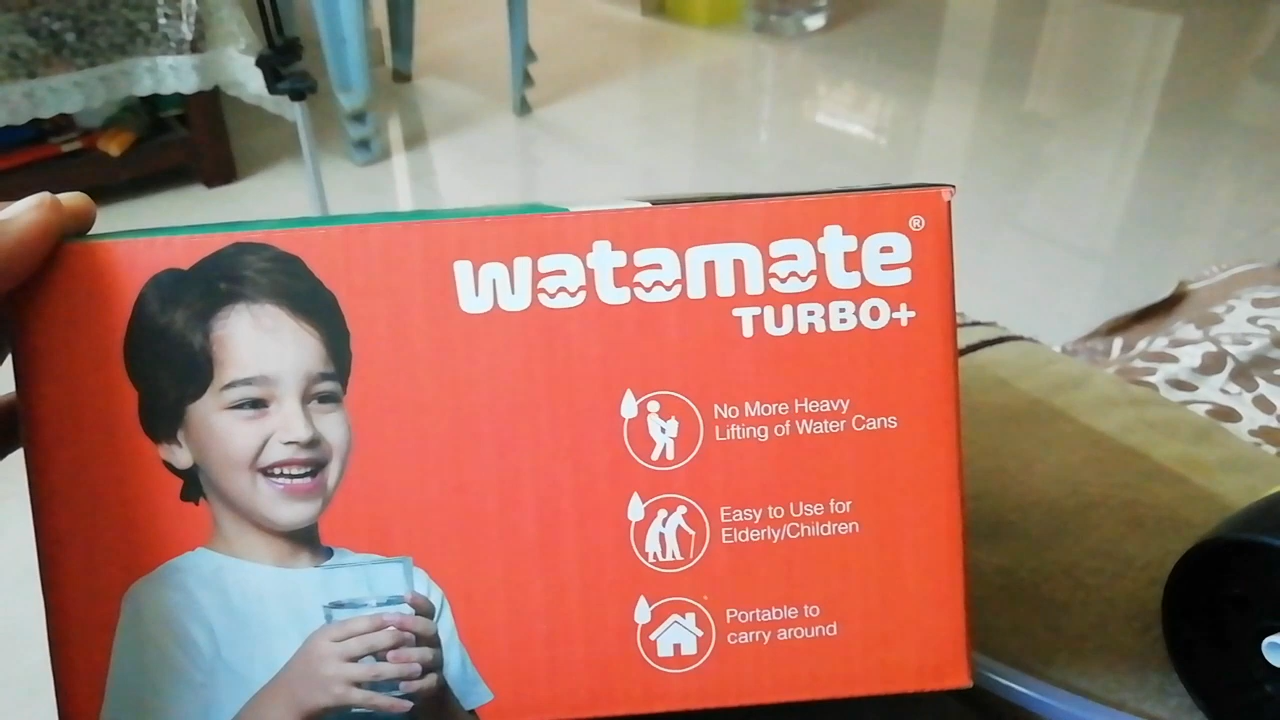 watamate®
TURBO+
No More Heavy
Lifting of Water Cans
Easy to Use for
Elderly/Children
Portable to
carry around